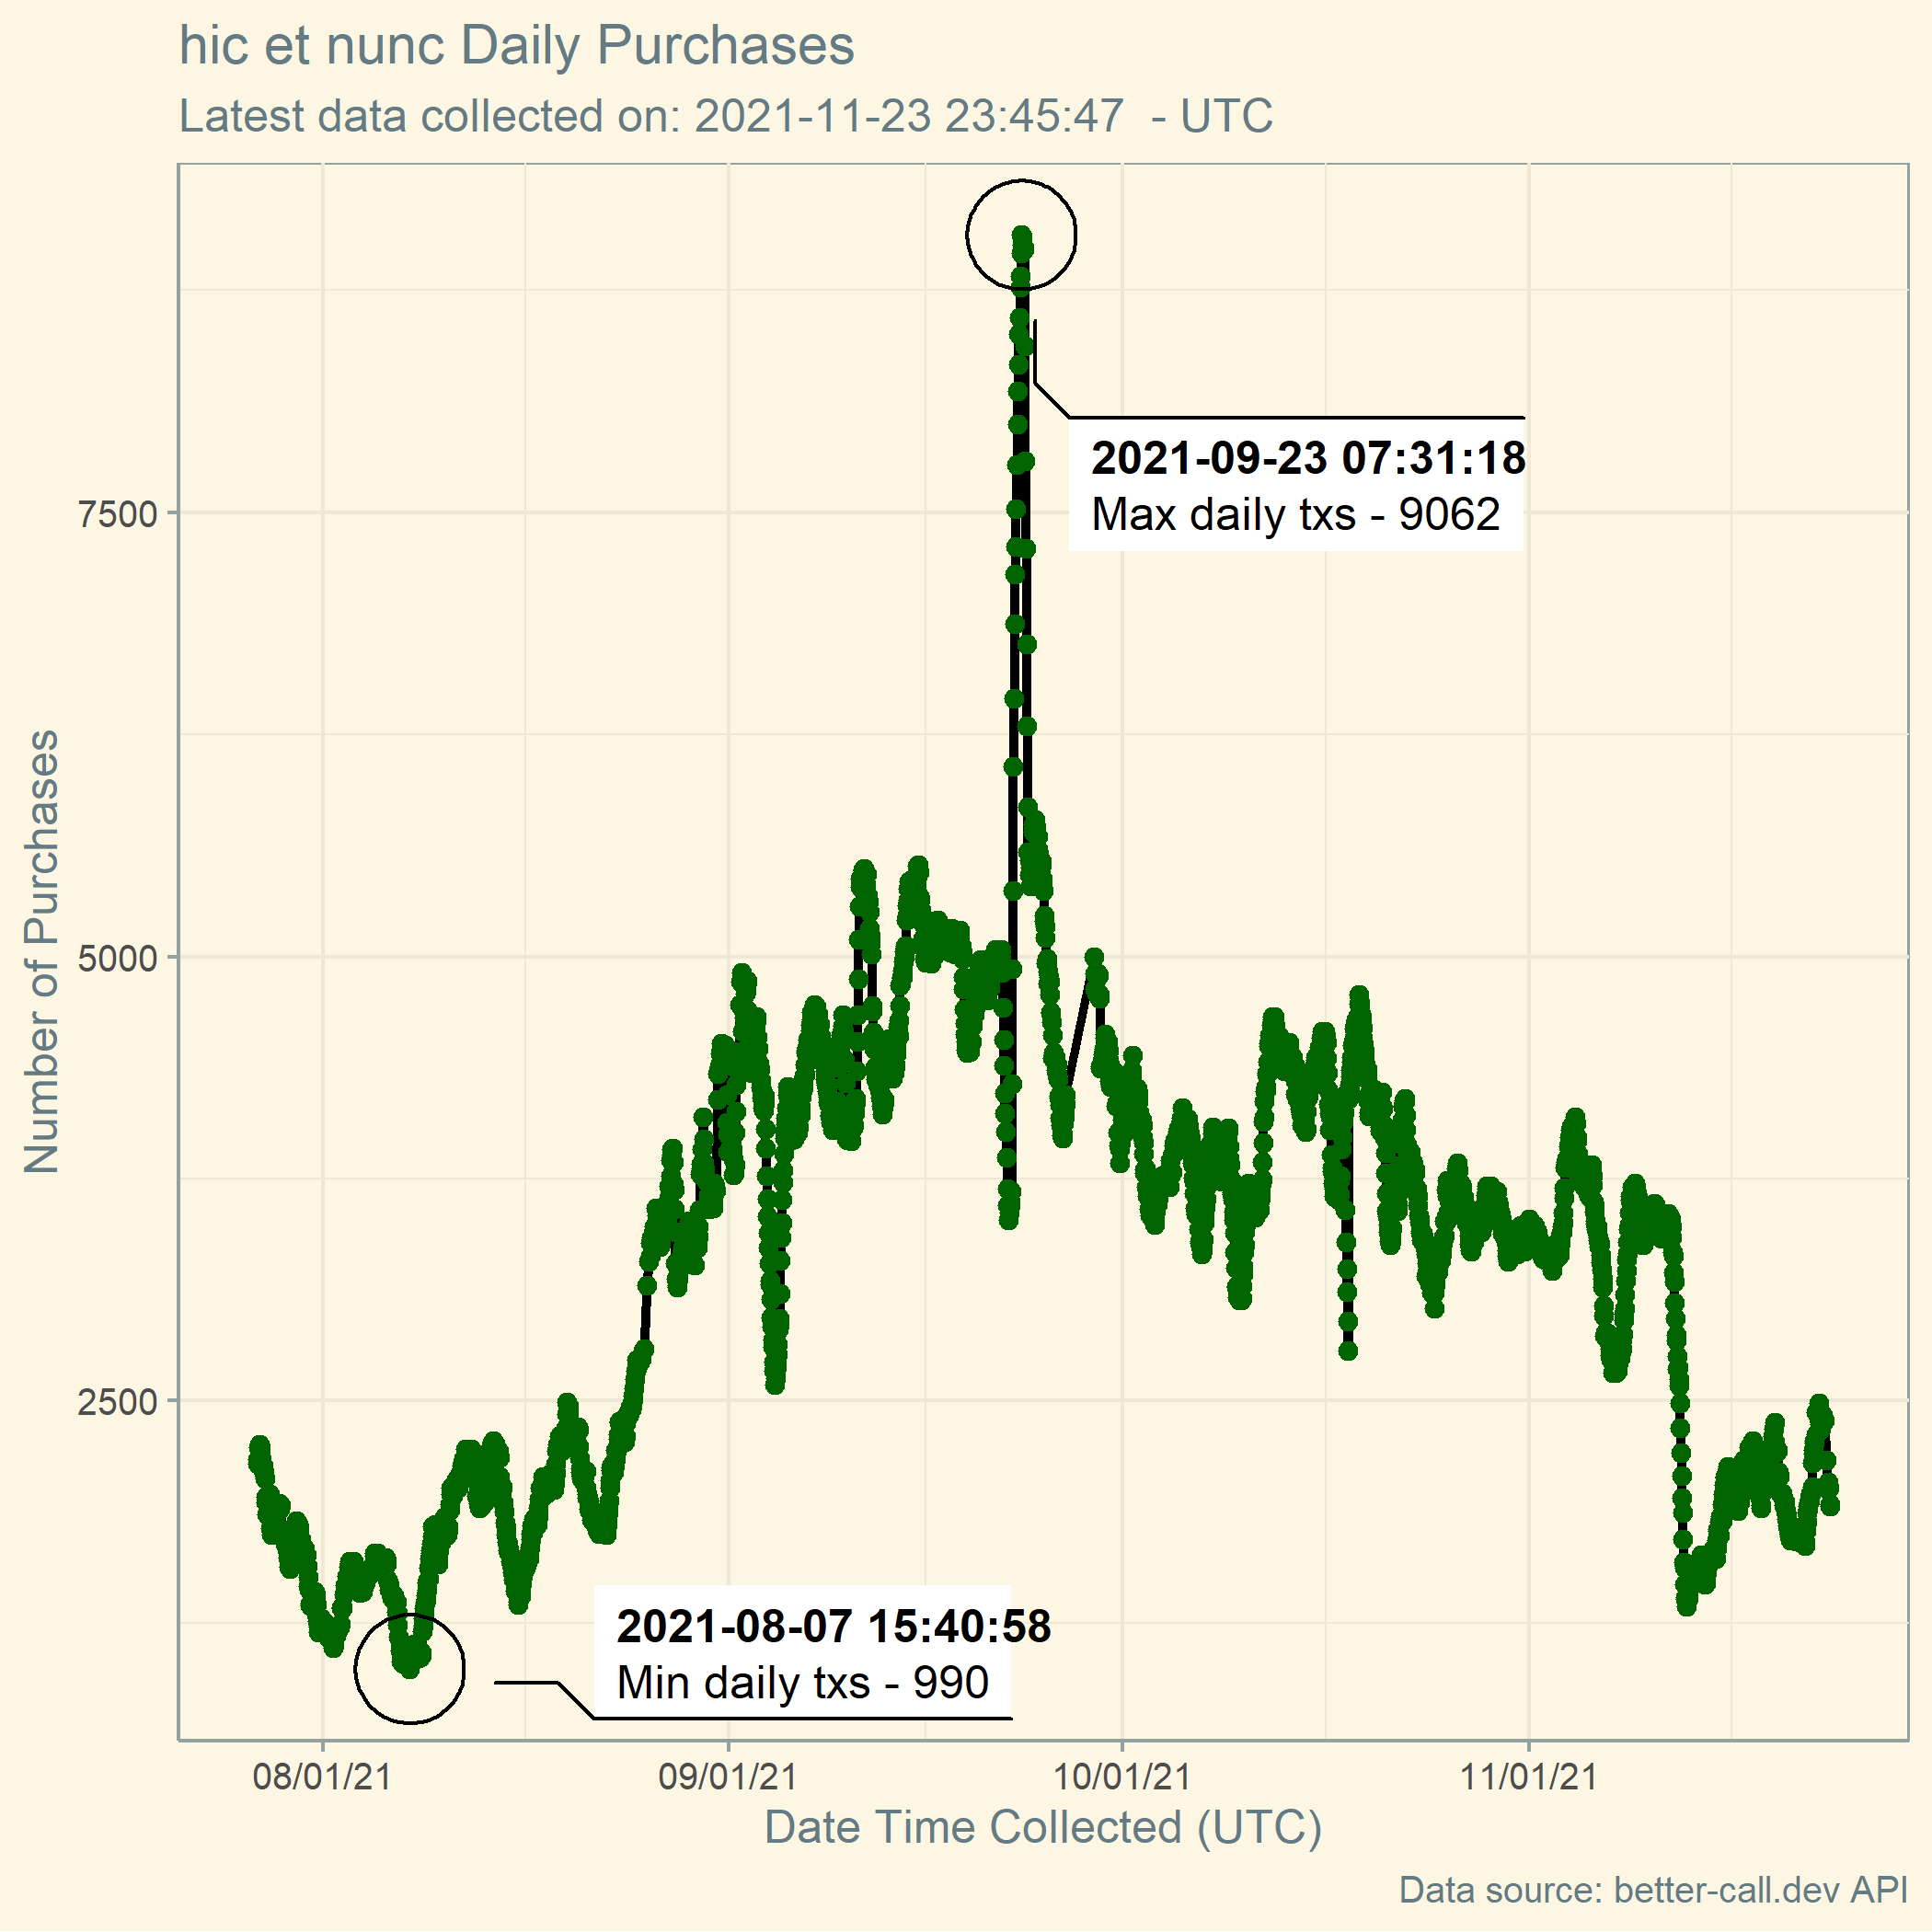 hic et nunc Daily Purchases
Latest data collected on: 2021-11-23 23:45:47  - UTC
2021-09-23 07:31:18
Max daily txs - 9062
7500
5000
2500
Number of Purchases
2021-08-07 15:40:58
Min daily txs - 990
08/01/21 09/01/21 10/01/21 11/01/21
Date Time Collected (UTC)
Data source: better-call.dev API